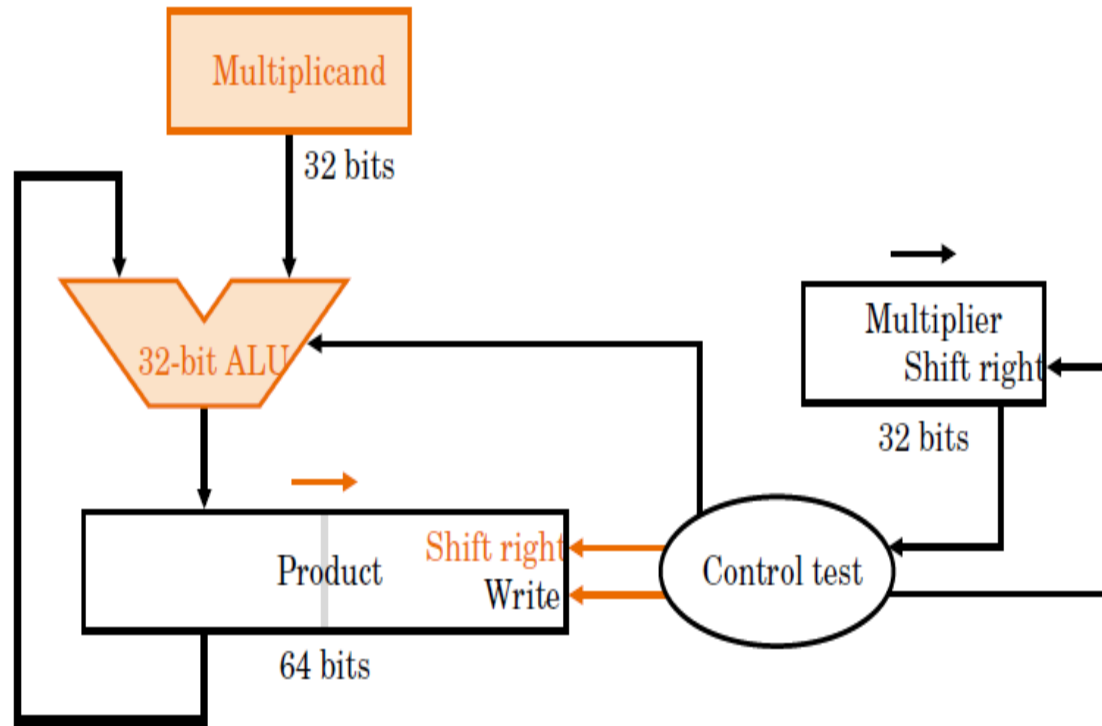 Multiplicand
32 bits
32-bit ALU
Multiplier
Shift right
32 bits
Shift right
Product
Write
Control test
64 bits